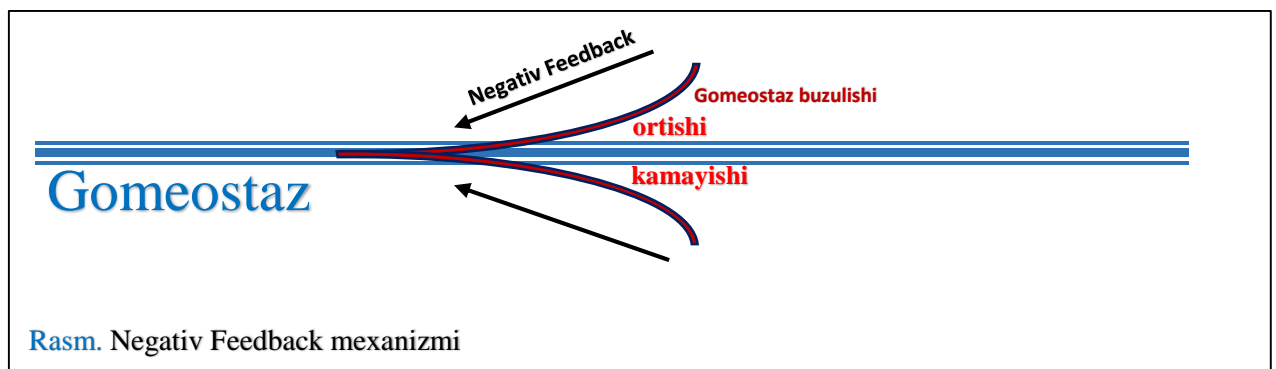 Negativ Feedback
Gomeostaz buzulishi
ortishi
kamayishi
Gomeostaz
Rasm. Negativ Feedback mexanizmi